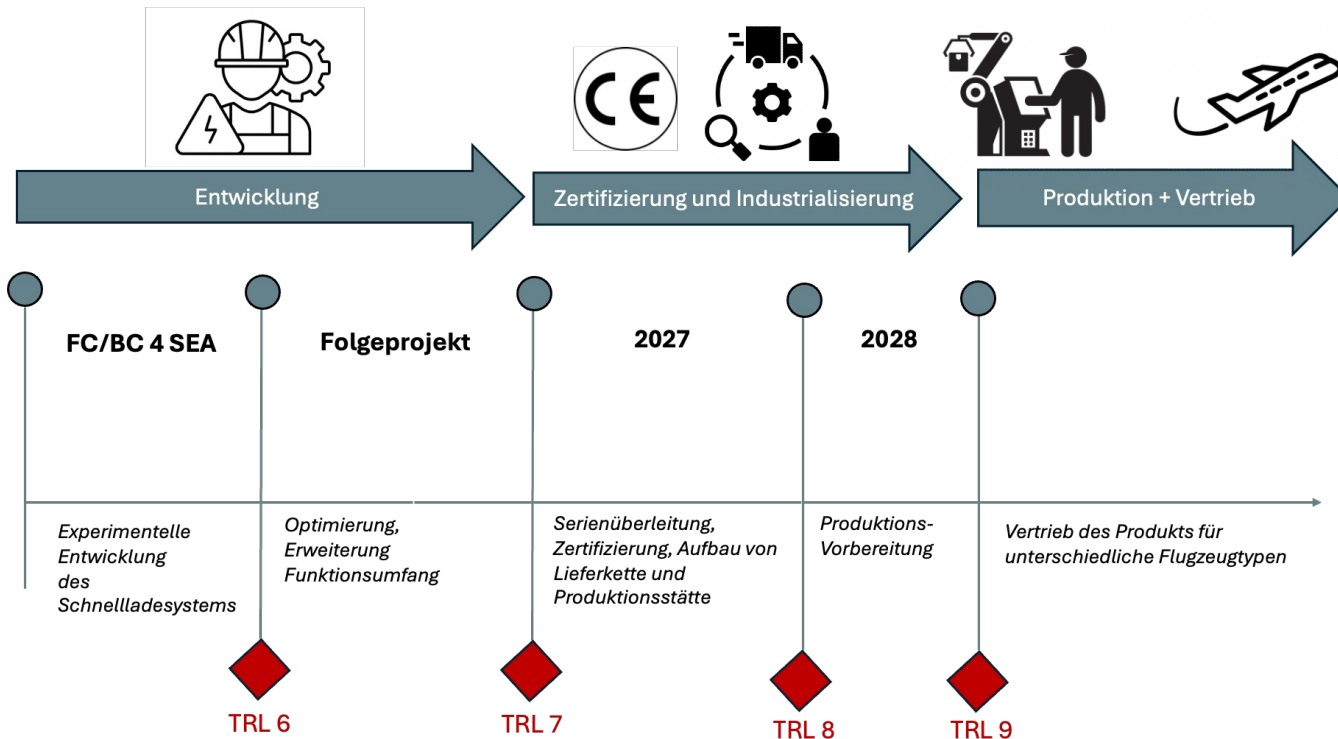 CE
Entwicklung
Zertifizierung und Industrialisierung
Produktion + Vertrieb
FC/BC 4 SEA
Folgeprojekt
2027
2028
Experimentelle
Entwicklung
des
Schnellladesystems
Optimierung,
Erweiterung
Funktionsumfang
Serienüberleitung,
Zertifizierung, Aufbau von
Lieferkette und
Produktionsstätte
Produktions-
Vorbereitung
Vertrieb des Produkts für
unterschiedliche Flugzeugtypen
TRL 6
TRL 7
TRL 8
TRL 9